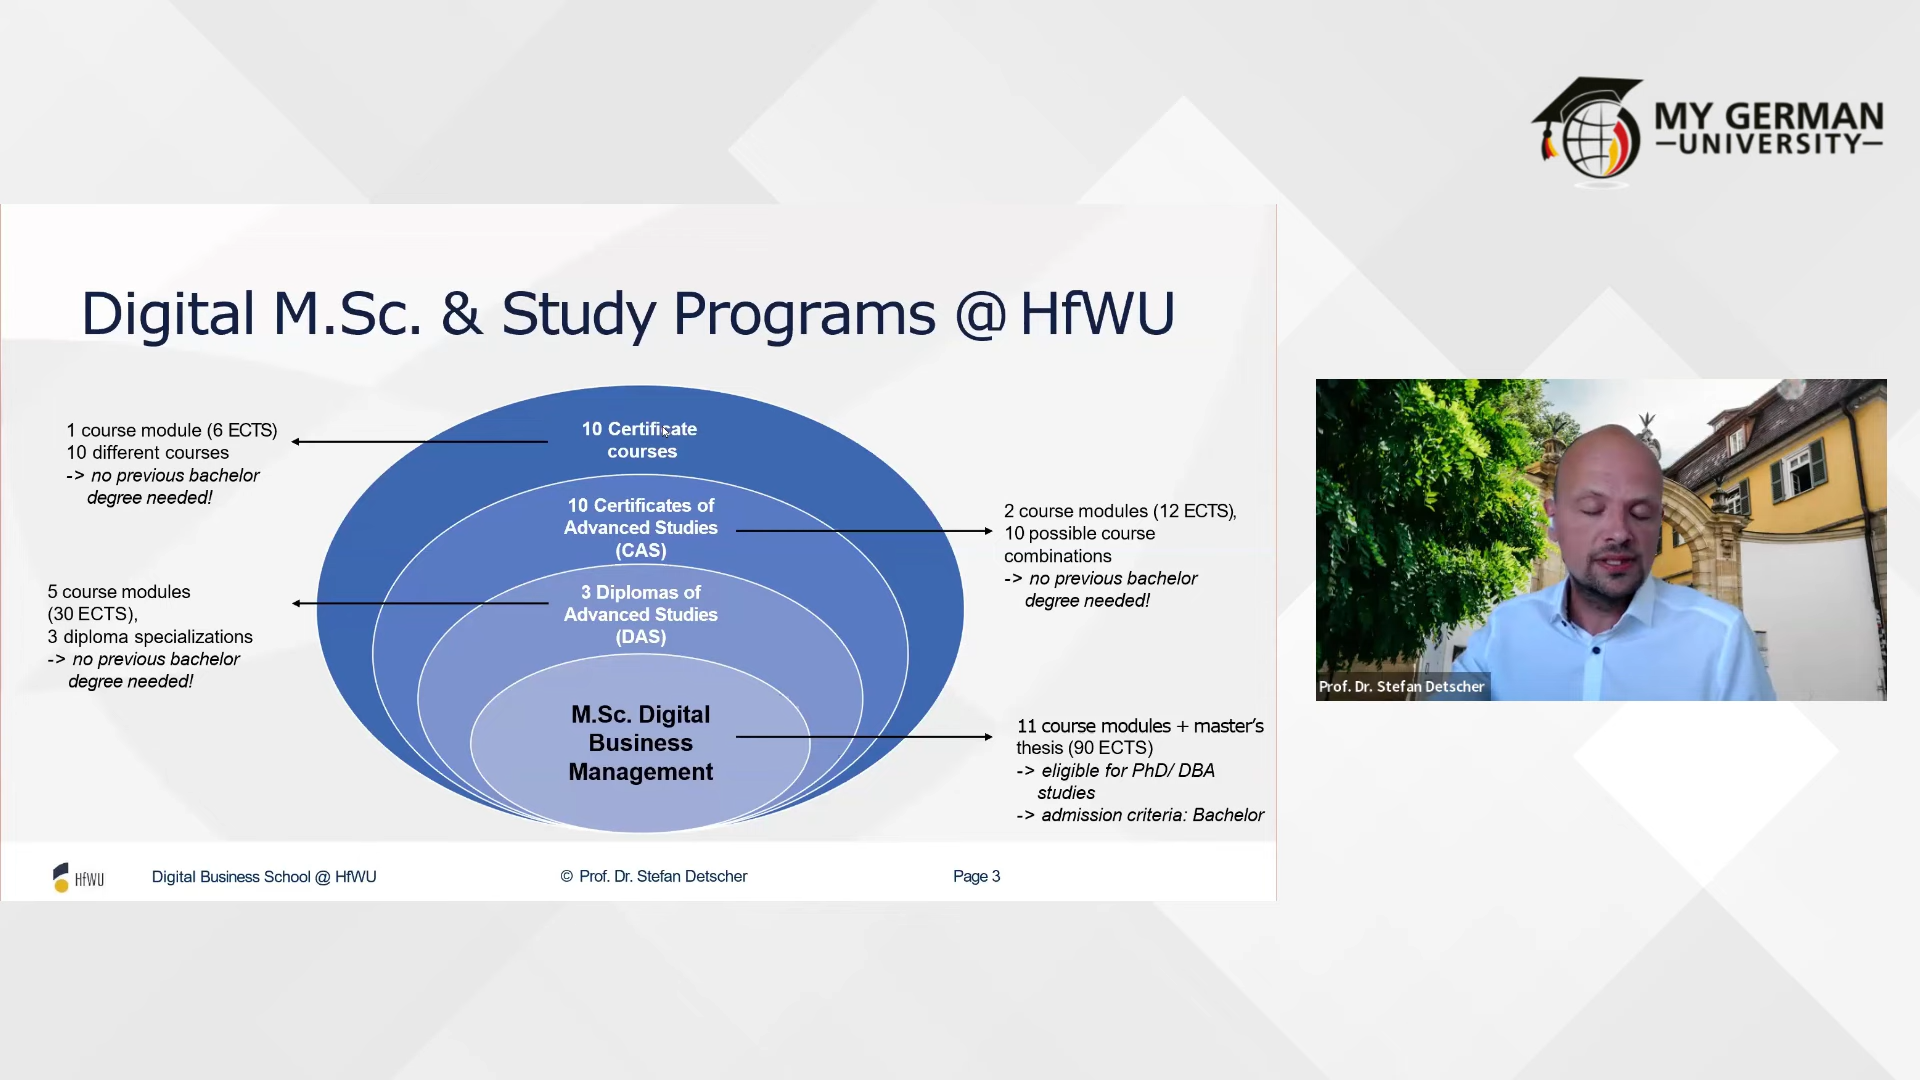 MY GERMAN
UNIVERSITY
Digital M.Sc. & Study Programs @ HfWU
1 course module (6 ECTS)
10 different courses
-> no previous bachelor
degree needed!
10 Certificate
courses
10 Certificates of
Advanced Studies
(CAS)
2 course modules (12 ECTS),
10 possible course
combinations
-> no previous bachelor
degree needed!
5 course modules
(30 ECTS),
3 diploma specializations
-> no previous bachelor
degree needed!
3 Diplomas of
Advanced Studies
(DAS)
M.Sc. Digital
Business
Management
11 course modules + master's
thesis (90 ECTS)
-> eligible for PhD/ DBA
studies
-> admission criteria: Bachelor
Prof. Dr. Stefan Detscher
HfWU
Digital Business School @ HfWU
© Prof. Dr. Stefan Detscher
Page 3